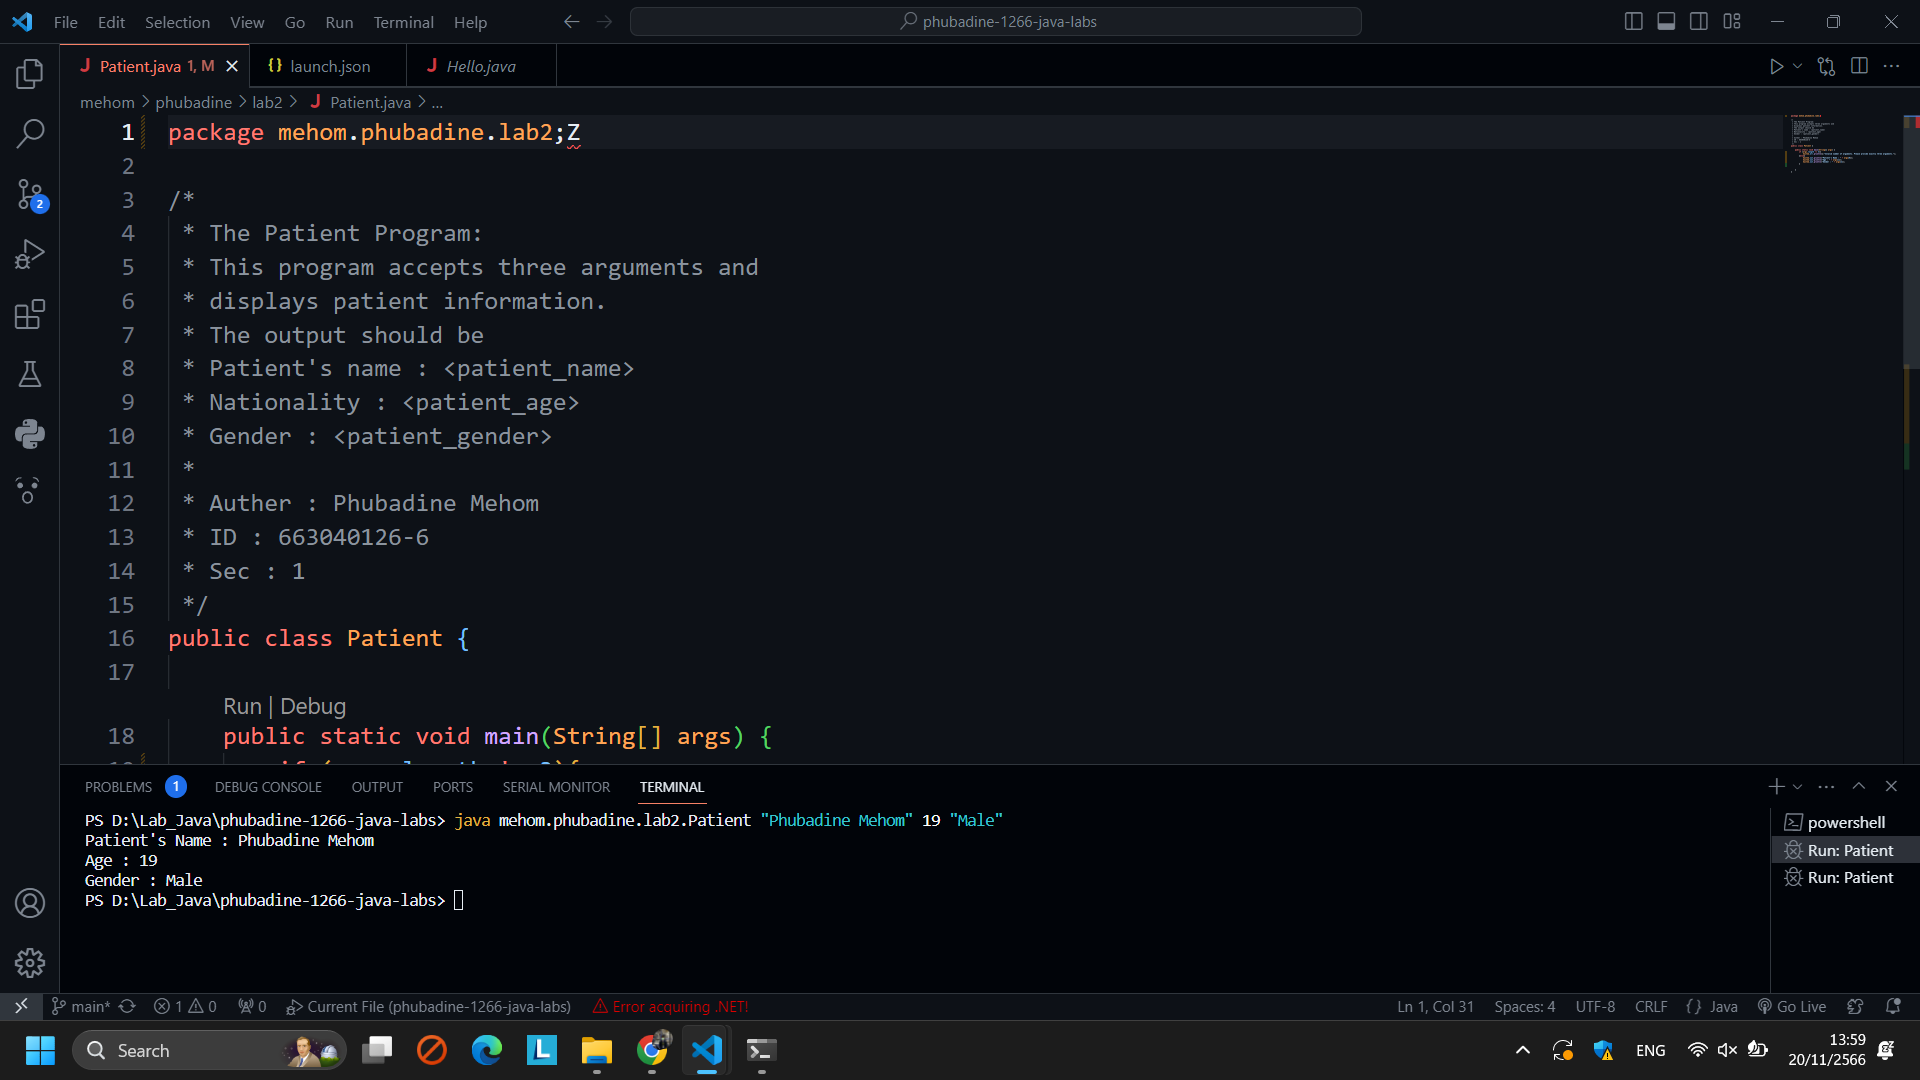 File Edit Selection View Go Run Terminal Help
phubadine-1266-java-labs
Patient.java 1, M
launch.json
Hello.java
mehom > phubadine > lab2 > Patient.java > ...
1 package mehom.phubadine.lab2;Z
2
3 /*
4 * The Patient Program:
5 * This program accepts three arguments and
6 * displays patient information.
7 * The output should be
8 * Patient's name : <patient_name>
9 * Nationality : <patient_age>
10 * Gender : <patient_gender>
11 *
12 * Auther : Phubadine Mehom
13 * ID : 663040126-6
14 * Sec : 1
15 */
16 public class Patient {
17
Run | Debug
18 public static void main(String[] args) {
2
PROBLEMS 1 DEBUG CONSOLE OUTPUT PORTS SERIAL MONITOR TERMINAL
PS D:\Lab_Java\phubadine-1266-java-labs> java mehom.phubadine.lab2.Patient "Phubadine Mehom" 19 "Male"
Patient's Name : Phubadine Mehom
Age : 19
Gender : Male
PS D:\Lab_Java\phubadine-1266-java-labs>
powershell
Run: Patient
Run: Patient
main* 1 0 0 Current File (phubadine-1266-java-labs) Error acquiring .NET!
Ln 1, Col 31 Spaces: 4 UTF-8 CRLF {} Java Go Live
Search
L
ENG
13:59
20/11/2566